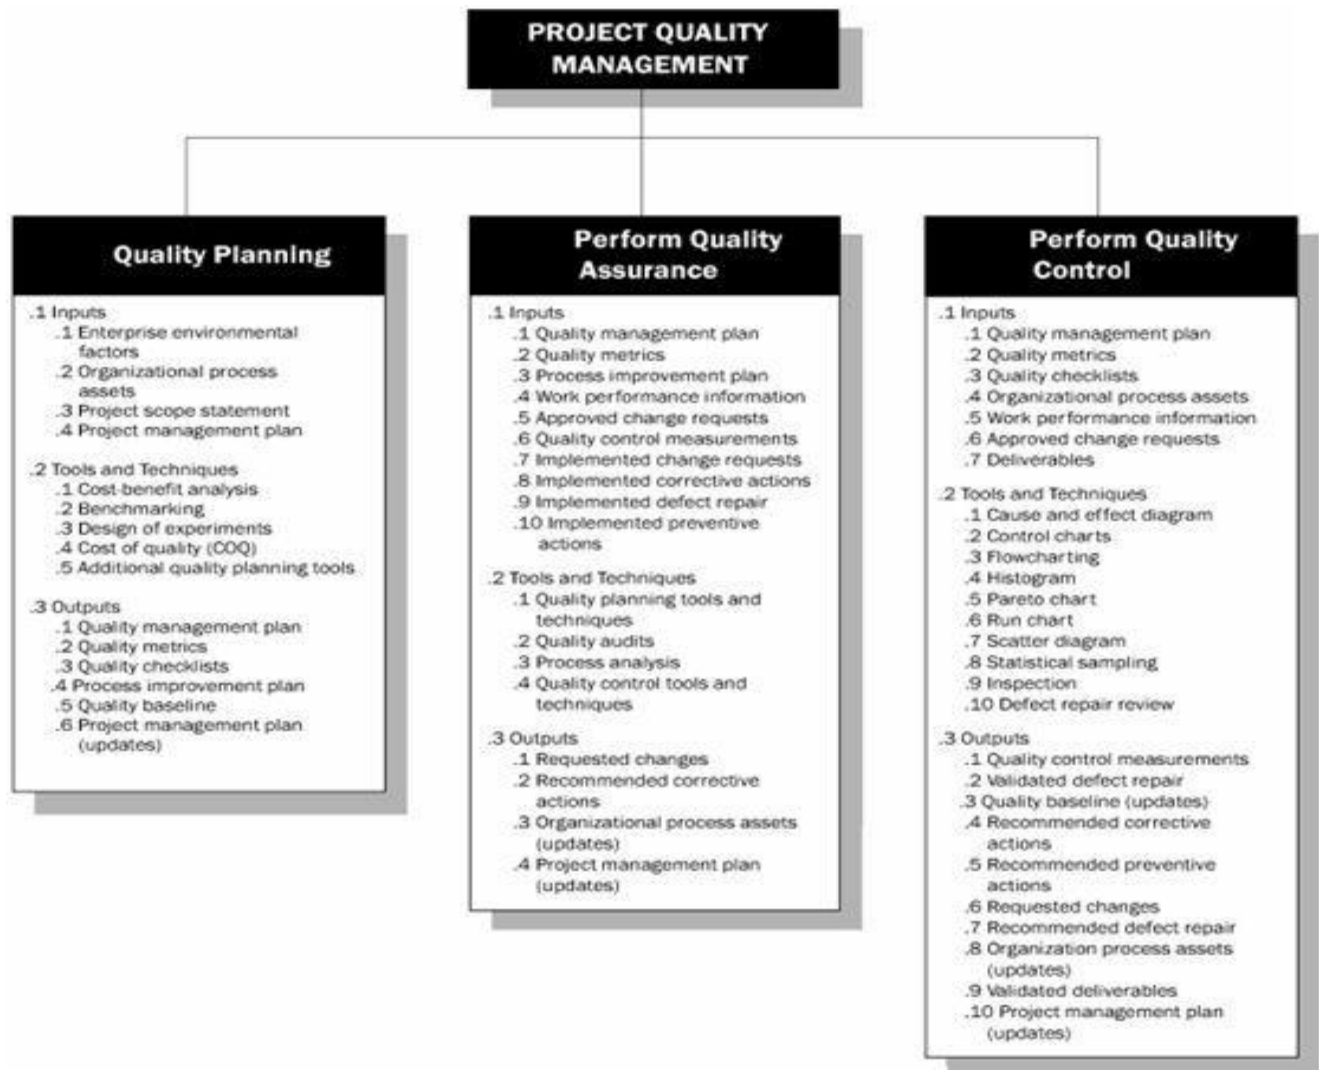 PROJECT QUALITY
MANAGEMENT
Quality Planning
.1 Inputs
.1 Enterprise environmental
factors
.2 Organizational process
assets
.3 Project scope statement
.4 Project management plan
.2 Tools and Techniques
.1 Cost-benefit analysis
.2 Benchmarking
.3 Design of experiments
.4 Cost of quality (COQ)
.5 Additional quality planning tools
.3 Outputs
.1 Quality management plan
.2 Quality metrics
.3 Quality checklists
.4 Process improvement plan
.5 Quality baseline
.6 Project management plan
(updates)
Perform Quality
Assurance
.1 Inputs
.1 Quality management plan
.2 Quality metrics
.3 Process improvement plan
.4 Work performance information
.5 Approved change requests
.6 Quality control measurements
.7 Implemented change requests
.8 Implemented corrective actions
.9 Implemented defect repair
.10 Implemented preventive
actions
.2 Tools and Techniques
.1 Quality planning tools and
techniques
.2 Quality audits
.3 Process analysis
.4 Quality control tools and
techniques
.3 Outputs
.1 Requested changes
.2 Recommended corrective
actions
.3 Organizational process assets
(updates)
.4 Project management plan
(updates)
Perform Quality
Control
.1 Inputs
.1 Quality management plan
.2 Quality metrics
.3 Quality checklists
.4 Organizational process assets
.5 Work performance information
.6 Approved change requests
.7 Deliverables
.2 Tools and Techniques
.1 Cause and effect diagram
.2 Control charts
.3 Flowcharting
.4 Histogram
.5 Pareto chart
.6 Run chart
.7 Scatter diagram
.8 Statistical sampling
.9 Inspection
.10 Defect repair review
.3 Outputs
.1 Quality control measurements
.2 Validated defect repair
.3 Quality baseline (updates)
.4 Recommended corrective
actions
.5 Recommended preventive
actions
.6 Requested changes
.7 Recommended defect repair
.8 Organization process assets
(updates)
.9 Validated deliverables
.10 Project management plan
(updates)